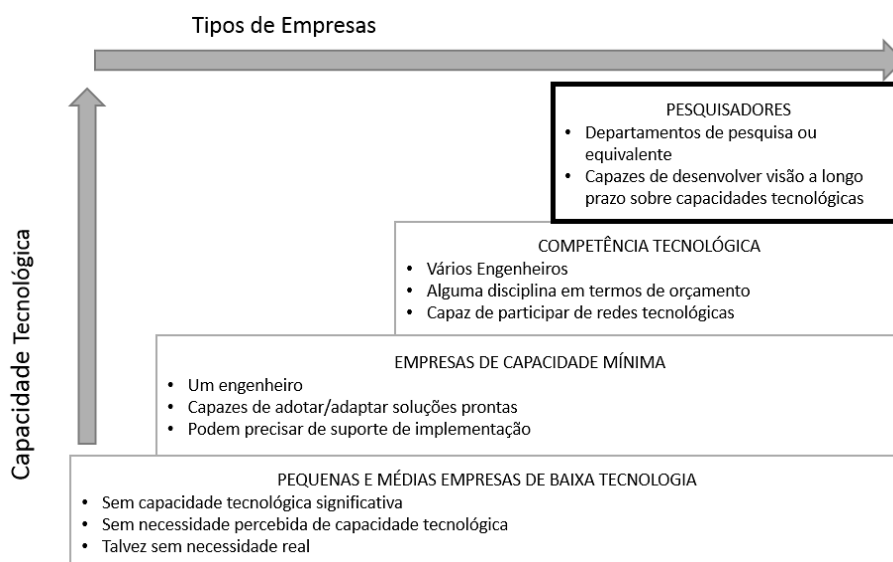 Tipos de Empresas
Capacidade Tecnológica
PESQUISADORES
• Departamentos de pesquisa ou
equivalente
• Capazes de desenvolver visão a longo
prazo sobre capacidades tecnológicas
COMPETÊNCIA TECNOLÓGICA
• Vários Engenheiros
• Alguma disciplina em termos de orçamento
• Capaz de participar de redes tecnológicas
EMPRESAS DE CAPACIDADE MÍNIMA
• Um engenheiro
• Capazes de adotar/adaptar soluções prontas
• Podem precisar de suporte de implementação
PEQUENAS E MÉDIAS EMPRESAS DE BAIXA TECNOLOGIA
• Sem capacidade tecnológica significativa
• Sem necessidade percebida de capacidade tecnológica
• Talvez sem necessidade real